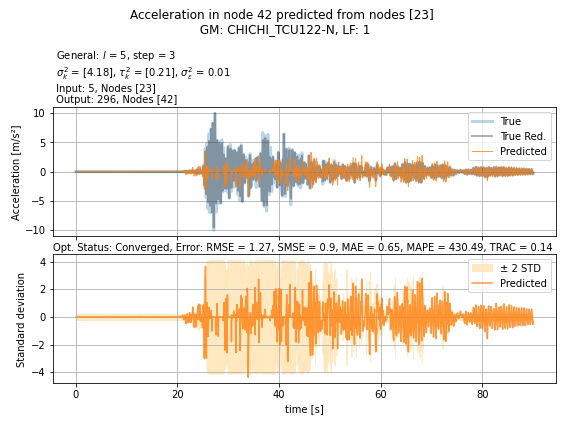 Acceleration in node 42 predicted from nodes [23]
GM: CHICHI_TCU122-N, LF: 1
General: l = 5, step = 3
σ²ₖ = [4.18], τ²ₖ = [0.21], σ²ε = 0.01
Input: 5, Nodes [23]
Output: 296, Nodes [42]
Acceleration [m/s²]
10
5
0
−5
−10
True
True Red.
Predicted
Opt. Status: Converged, Error: RMSE = 1.27, SMSE = 0.9, MAE = 0.65, MAPE = 430.49, TRAC = 0.14
Standard deviation
4
2
0
−2
−4
± 2 STD
Predicted
0 20 40 60 80
time [s]